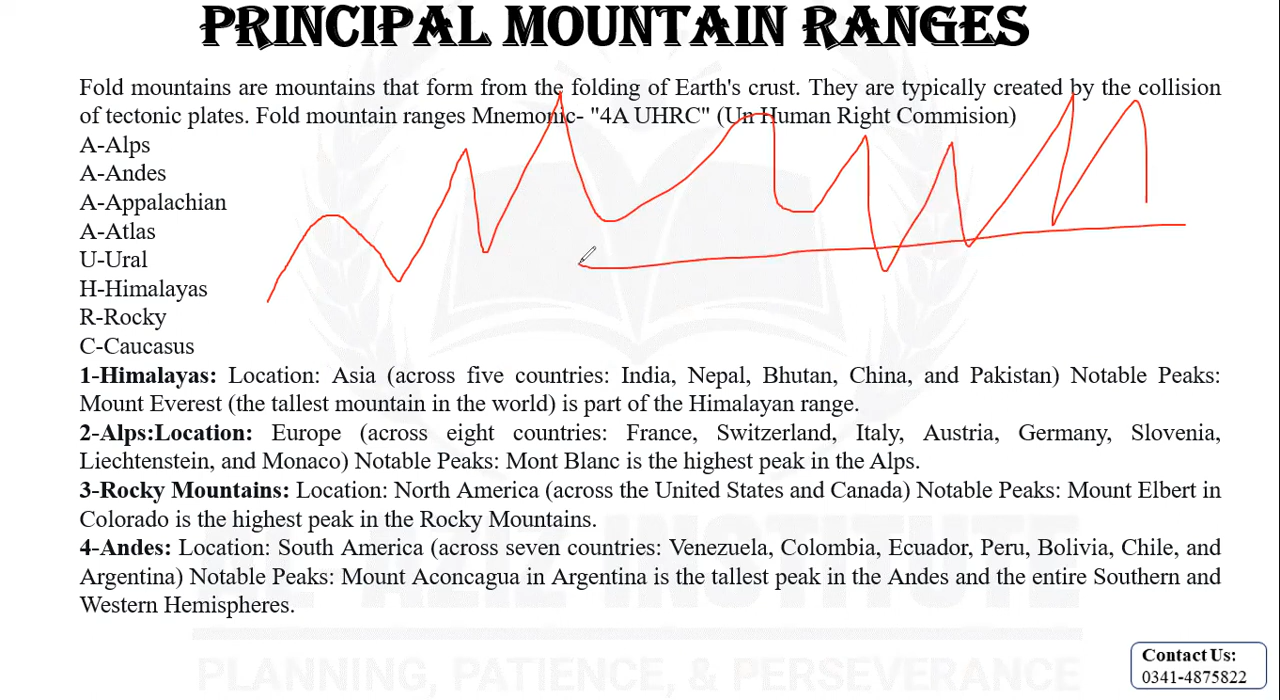 PRINCIPAL MOUNTAIN RANGES
Fold mountains are mountains that form from the folding of Earth's crust. They are typically created by the collision
of tectonic plates. Fold mountain ranges Mnemonic- "4A UHRC" (Un Human Right Commision)
A-Alps
A-Andes
A-Appalachian
A-Atlas
U-Ural
H-Himalayas
R-Rocky
C-Caucasus
1-Himalayas: Location: Asia (across five countries: India, Nepal, Bhutan, China, and Pakistan) Notable Peaks:
Mount Everest (the tallest mountain in the world) is part of the Himalayan range.
2-Alps:Location: Europe (across eight countries: France, Switzerland, Italy, Austria, Germany, Slovenia,
Liechtenstein, and Monaco) Notable Peaks: Mont Blanc is the highest peak in the Alps.
3-Rocky Mountains: Location: North America (across the United States and Canada) Notable Peaks: Mount Elbert in
Colorado is the highest peak in the Rocky Mountains.
4-Andes: Location: South America (across seven countries: Venezuela, Colombia, Ecuador, Peru, Bolivia, Chile, and
Argentina) Notable Peaks: Mount Aconcagua in Argentina is the tallest peak in the Andes and the entire Southern and
Western Hemispheres.
AL-AZIZ INSTITUTE
PLANNING, PATIENCE, & PERSEVERANCE
Contact Us:
0341-4875822